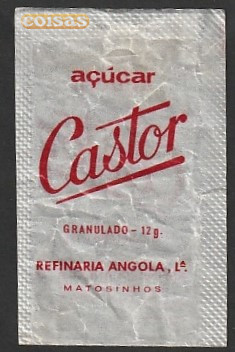 coisas
açúcar
Castor
GRANULADO - 12 g.
REFINARIA ANGOLA, Lª.
MATOSINHOS